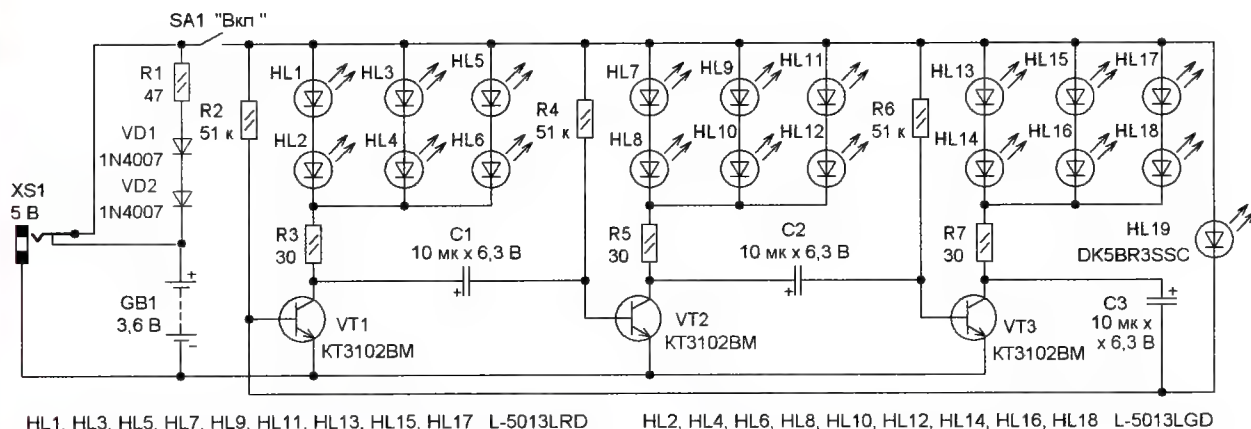 SA1 "Вкл "
R1
47
VD1
1N4007
VD2
1N4007
XS1
5 В
GB1
3,6 В
R2
51 к
HL1
HL3
HL5
HL2
HL4
HL6
R3
30
C1
10 мк x 6,3 В
VT1
КТ3102ВМ
R4
51 к
HL7
HL9
HL11
HL8
HL10
HL12
R5
30
C2
10 мк x 6,3 В
VT2
КТ3102ВМ
R6
51 к
HL13
HL15
HL17
HL14
HL16
HL18
R7
30
HL19
DK5BR3SSC
VT3
КТ3102ВМ
C3
10 мк x
x 6,3 В
HL1, HL3, HL5, HL7, HL9, HL11, HL13, HL15, HL17 L-5013LRD
HL2, HL4, HL6, HL8, HL10, HL12, HL14, HL16, HL18 L-5013LGD